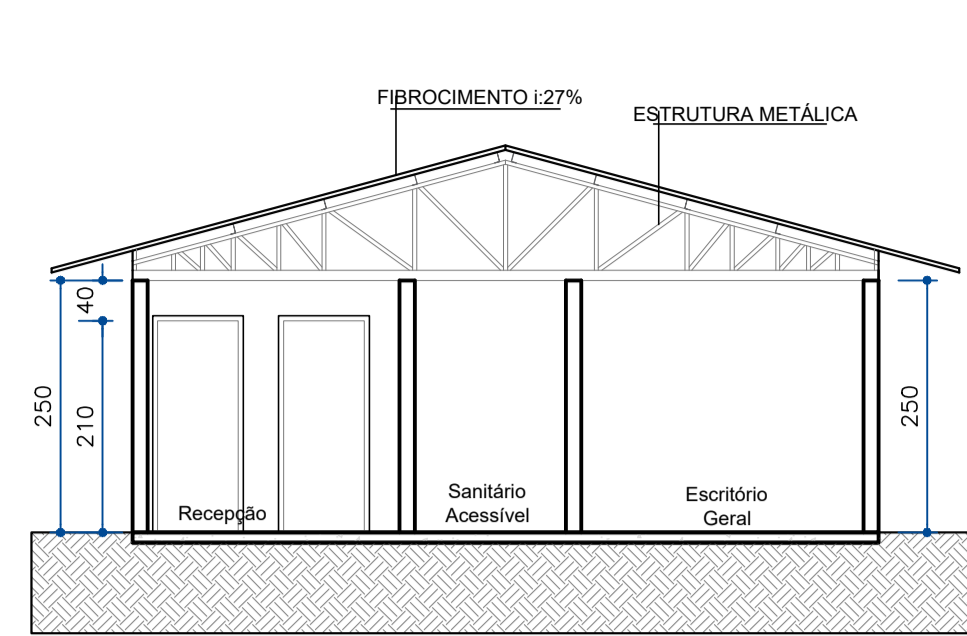 FIBROCIMENTO i:27%
ESTRUTURA METÁLICA
40
250
210
250
Recepção
Sanitário
Acessível
Escritório
Geral